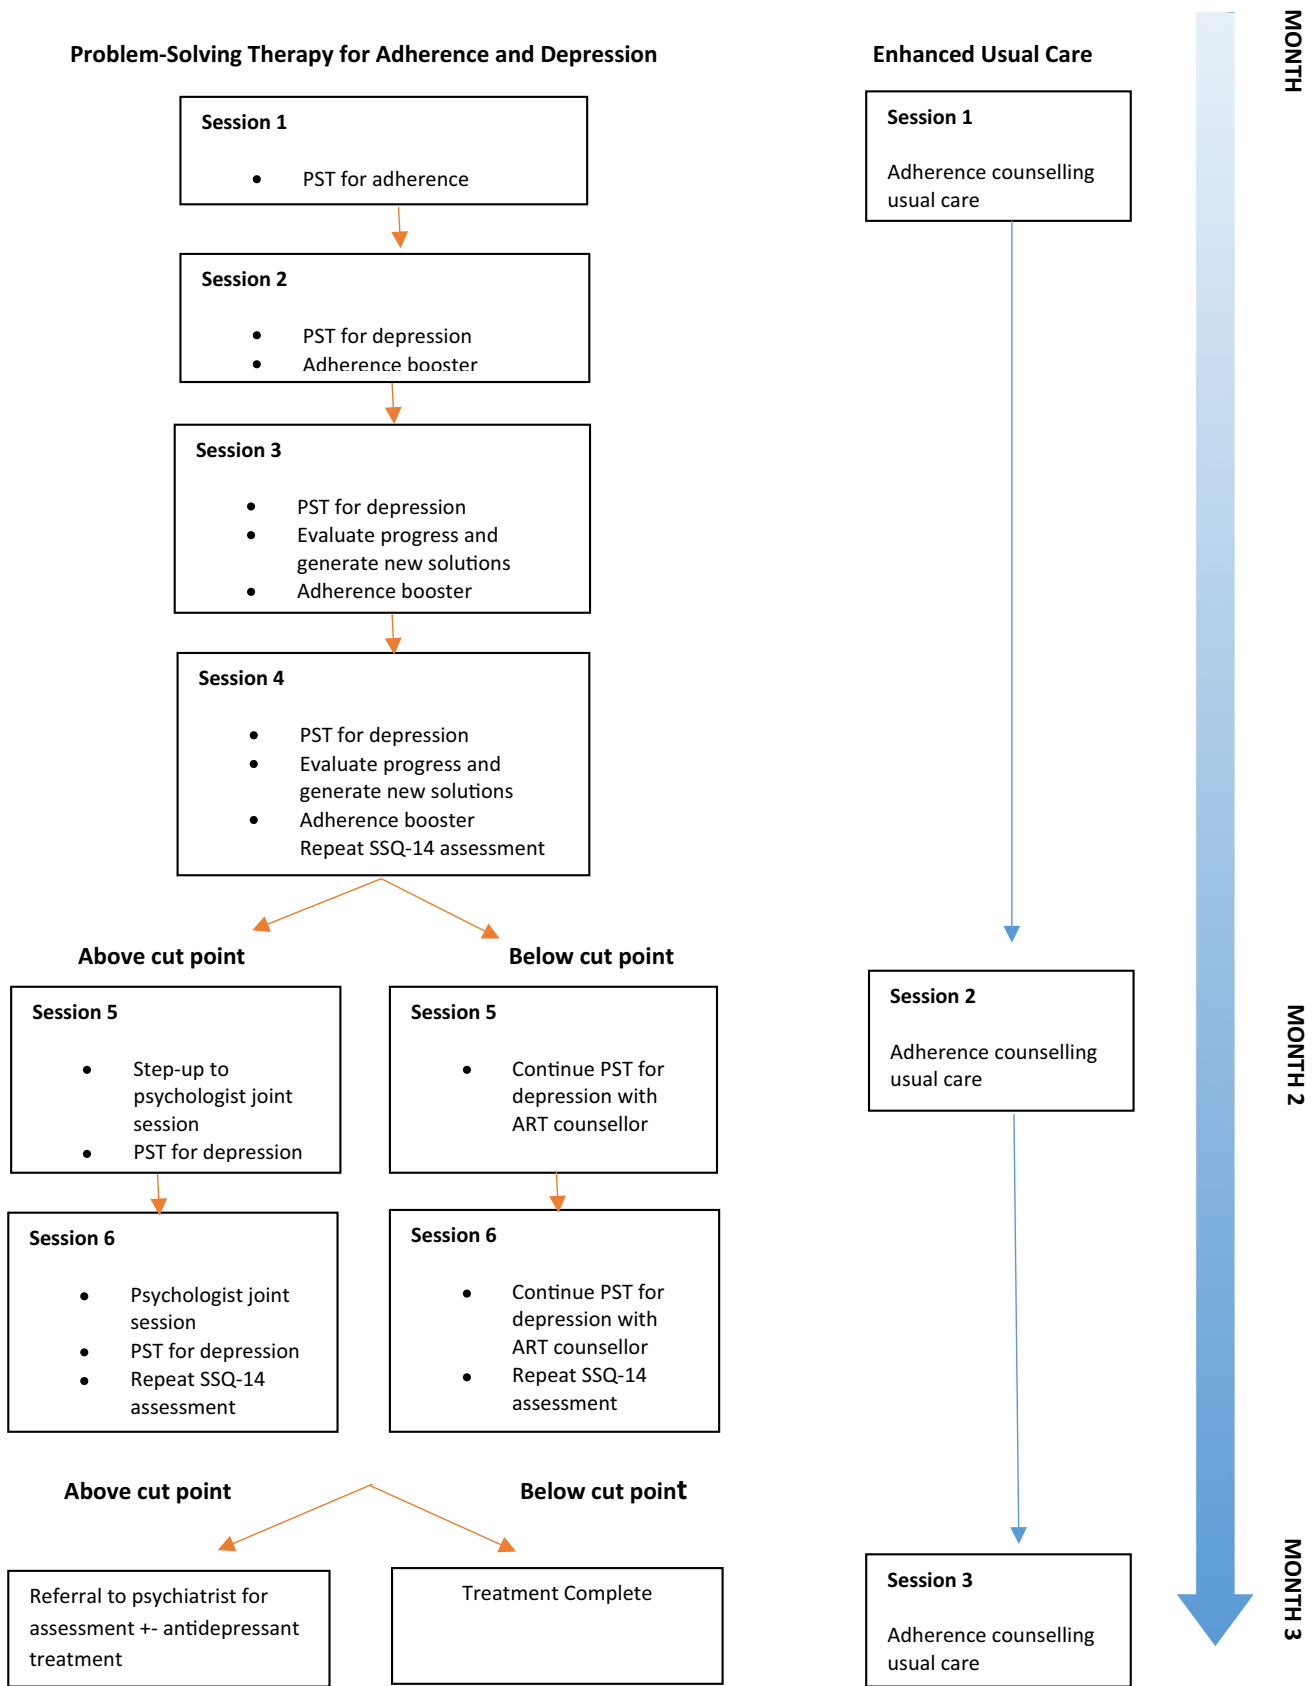 Problem-Solving Therapy for Adherence and Depression
Session 1
• PST for adherence
Session 2
• PST for depression
• Adherence booster
Session 3
• PST for depression
• Evaluate progress and
generate new solutions
• Adherence booster
Session 4
• PST for depression
• Evaluate progress and
generate new solutions
• Adherence booster
Repeat SSQ-14 assessment
Above cut point
Session 5
• Step-up to
psychologist joint
session
• PST for depression
Session 6
• Psychologist joint
session
• PST for depression
• Repeat SSQ-14
assessment
Below cut point
Session 5
• Continue PST for
depression with
ART counsellor
Session 6
• Continue PST for
depression with
ART counsellor
• Repeat SSQ-14
assessment
Above cut point
Referral to psychiatrist for
assessment +- antidepressant
treatment
Below cut point
Treatment Complete
Enhanced Usual Care
Session 1
Adherence counselling
usual care
Session 2
Adherence counselling
usual care
Session 3
Adherence counselling
usual care
MONTH
MONTH 2
MONTH 3